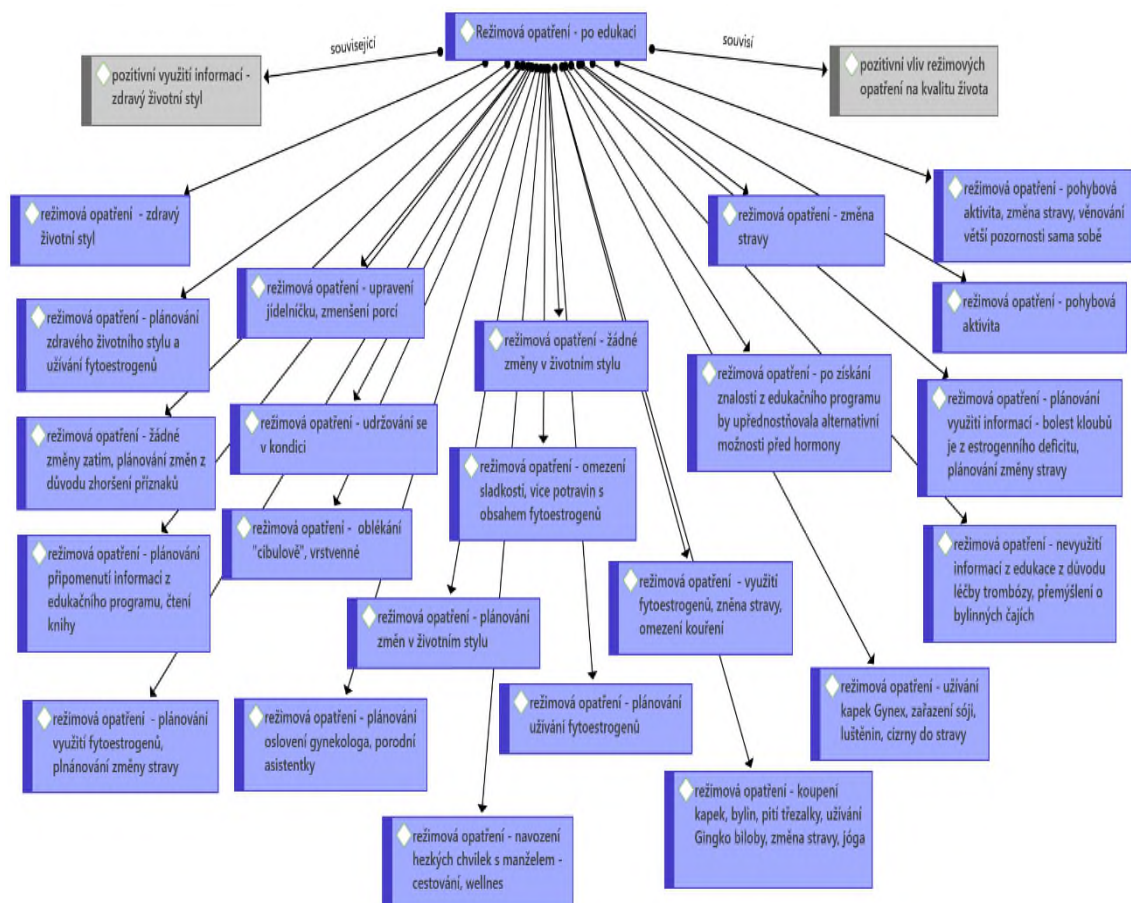 Režimová opatření - po edukaci
související
souvisí
pozitivní využití informací -
zdravý životní styl
pozitivní vliv režimových
opatření na kvalitu života
režimová opatření - zdravý
životní styl
režimová opatření - změna
stravy
režimová opatření - pohybová
aktivita, změna stravy, věnování
větší pozornosti sama sobě
režimová opatření - upravení
jídelníčku, zmenšení porcí
režimová opatření - pohybová
aktivita
režimová opatření - plánování
zdravého životního stylu a
užívání fytoestrogenů
režimová opatření - žádné
změny v životním stylu
režimová opatření - po získání
znalostí z edukačního programu
by upřednostňovala alternativní
možnosti před hormony
režimová opatření - plánování
využití informací - bolest kloubů
je z estrogenního deficitu,
plánování změny stravy
režimová opatření - udržování se
v kondici
režimová opatření - žádné
změny zatím, plánování změn z
důvodu zhoršení příznaků
režimová opatření - omezení
sladkostí, více potravin s
obsahem fytoestrogenů
režimová opatření - oblékání
"cibulově", vrstvenné
režimová opatření - nevyužití
informací z edukace z důvodu
léčby trombózy, přemýšlení o
bylinných čajích
režimová opatření - plánování
připomenutí informací z
edukačního programu, čtení
knihy
režimová opatření - využití
fytoestrogenů, zněna stravy,
omezení kouření
režimová opatření - plánování
změn v životním stylu
režimová opatření - užívání
kapek Gynex, zařazení sóji,
luštěnin, cizrny do stravy
režimová opatření - plánování
užívání fytoestrogenů
režimová opatření - plánování
využití fytoestrogenů,
plnánování změny stravy
režimová opatření - plánování
oslovení gynekologa, porodní
asistentky
režimová opatření - koupení
kapek, bylin, pití třezalky, užívání
Gingko biloby, změna stravy, jóga
režimová opatření - navození
hezkých chvilek s manželem -
cestování, wellnes